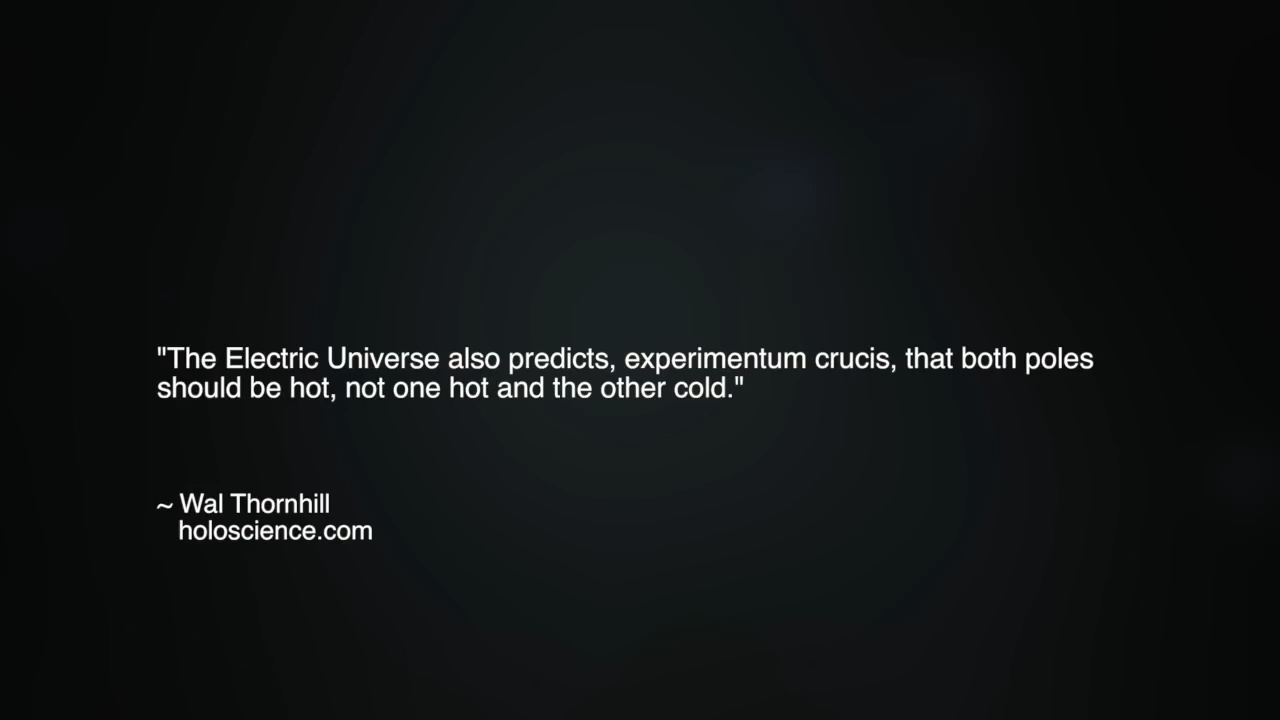 "The Electric Universe also predicts, experimentum crucis, that both poles
should be hot, not one hot and the other cold."
~ Wal Thornhill
holoscience.com